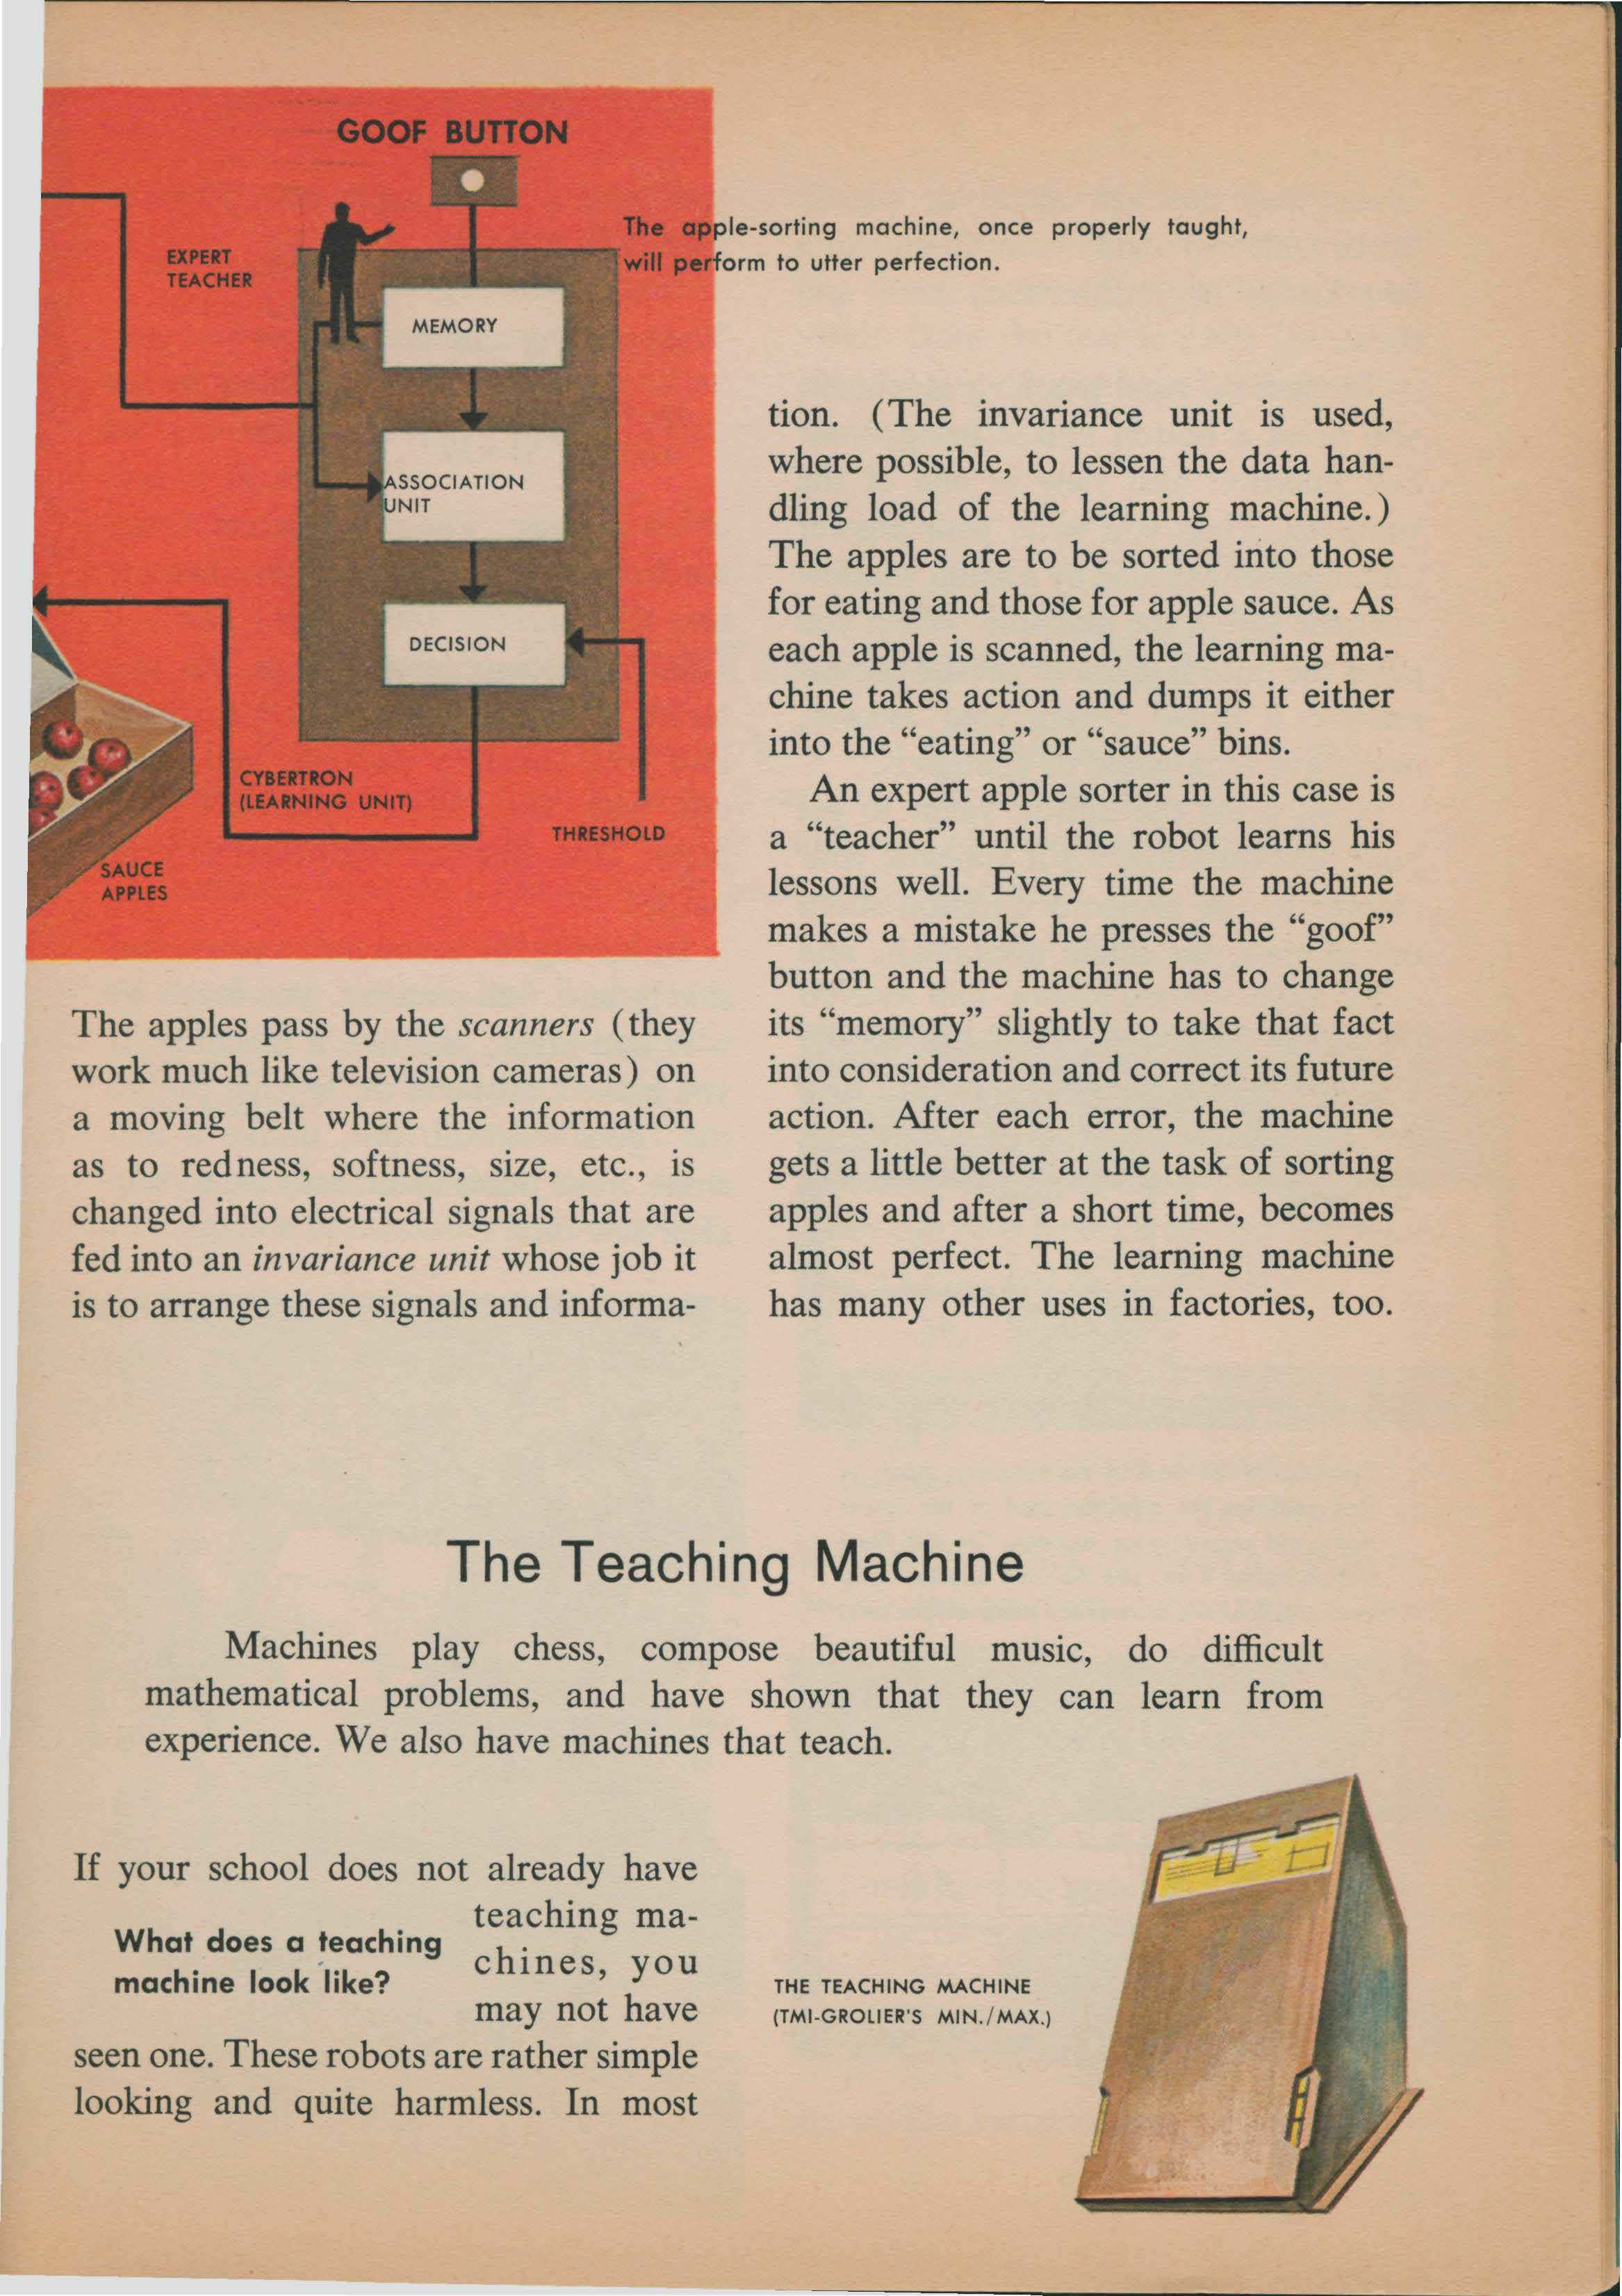 GOOF BUTTON
EXPERT
TEACHER
MEMORY
ASSOCIATION
UNIT
DECISION
CYBERTRON
(LEARNING UNIT)
THRESHOLD
SAUCE
APPLES
The apple-sorting machine, once properly taught,
will perform to utter perfection.
The apples pass by the scanners (they
work much like television cameras) on
a moving belt where the information
as to redness, softness, size, etc., is
changed into electrical signals that are
fed into an invariance unit whose job it
is to arrange these signals and informa-
tion. (The invariance unit is used,
where possible, to lessen the data han-
dling load of the learning machine.)
The apples are to be sorted into those
for eating and those for apple sauce. As
each apple is scanned, the learning ma-
chine takes action and dumps it either
into the “eating” or “sauce” bins.
An expert apple sorter in this case is
a “teacher” until the robot learns his
lessons well. Every time the machine
makes a mistake he presses the “goof”
button and the machine has to change
its “memory” slightly to take that fact
into consideration and correct its future
action. After each error, the machine
gets a little better at the task of sorting
apples and after a short time, becomes
almost perfect. The learning machine
has many other uses in factories, too.
The Teaching Machine
Machines play chess, compose beautiful music, do difficult
mathematical problems, and have shown that they can learn from
experience. We also have machines that teach.
What does a teaching
machine look like?
If your school does not already have
teaching ma-
chines, you
may not have
seen one. These robots are rather simple
looking and quite harmless. In most
THE TEACHING MACHINE
(TMI-GROLIER'S MIN./MAX.)